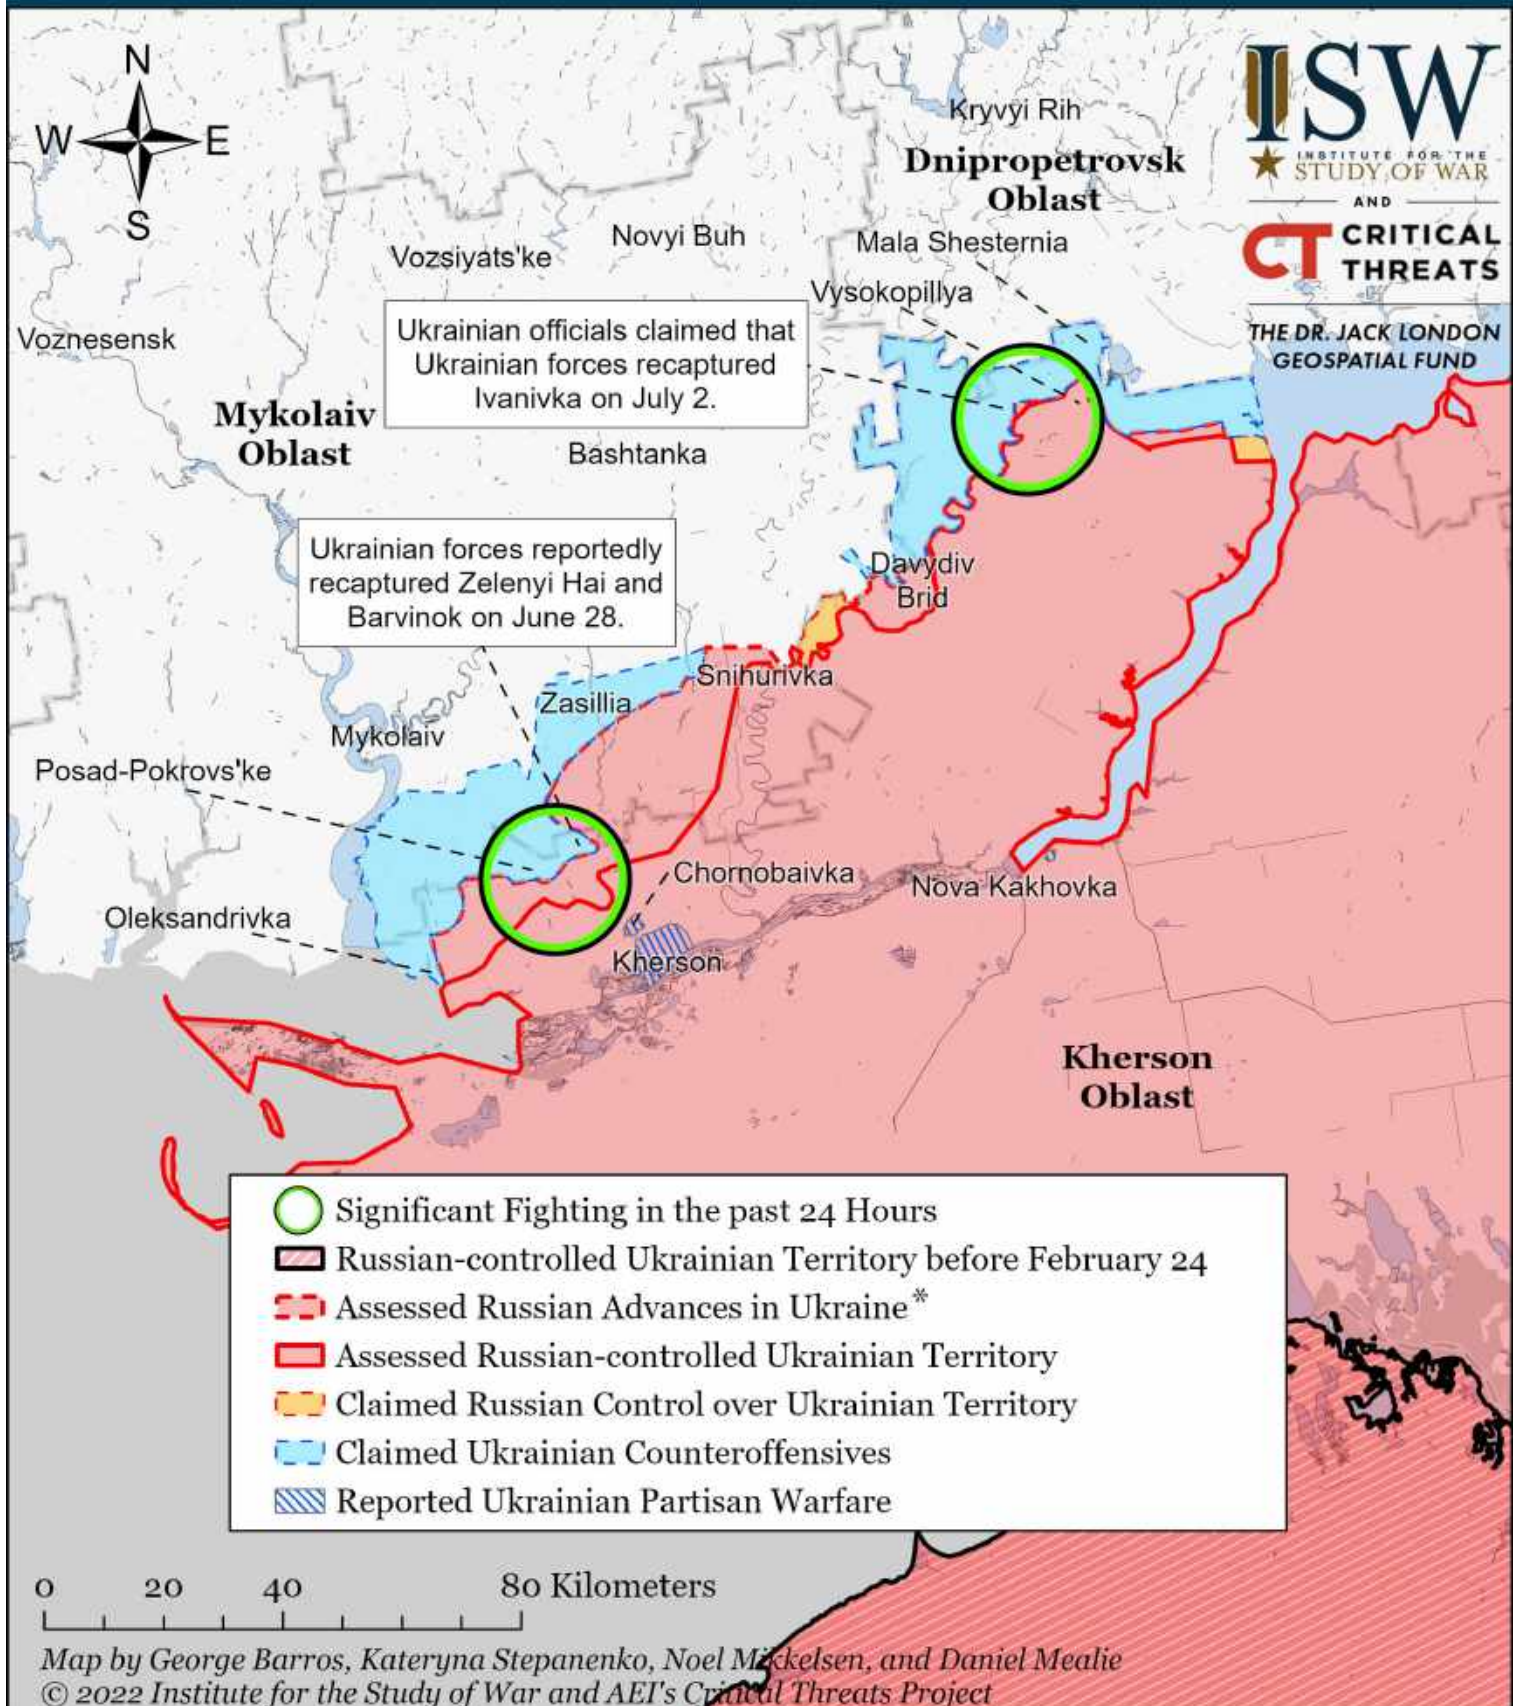 N
W
E
S
ISW
INSTITUTE FOR THE
STUDY OF WAR
AND
CT CRITICAL
THREATS
THE DR. JACK LONDON
GEOSPATIAL FUND
Kryvyi Rih
Dnipropetrovsk
Oblast
Novyi Buh
Mala Shesternia
Vozsiyats'ke
Vysokopillya
Voznesensk
Ukrainian officials claimed that
Ukrainian forces recaptured
Ivanivka on July 2.
Mykolaiv
Oblast
Bashtanka
Ukrainian forces reportedly
recaptured Zelenyi Hai and
Barvinok on June 28.
Davydiv
Brid
Snihurivka
Zasillia
Mykolaiv
Posad-Pokrovs'ke
Chornobaivka
Nova Kakhovka
Oleksandrivka
Kherson
Kherson
Oblast
Significant Fighting in the past 24 Hours
Russian-controlled Ukrainian Territory before February 24
Assessed Russian Advances in Ukraine*
Assessed Russian-controlled Ukrainian Territory
Claimed Russian Control over Ukrainian Territory
Claimed Ukrainian Counteroffensives
Reported Ukrainian Partisan Warfare
0 20 40 80 Kilometers
Map by George Barros, Kateryna Stepanenko, Noel Mikkelsen, and Daniel Mealie
© 2022 Institute for the Study of War and AEI's Critical Threats Project